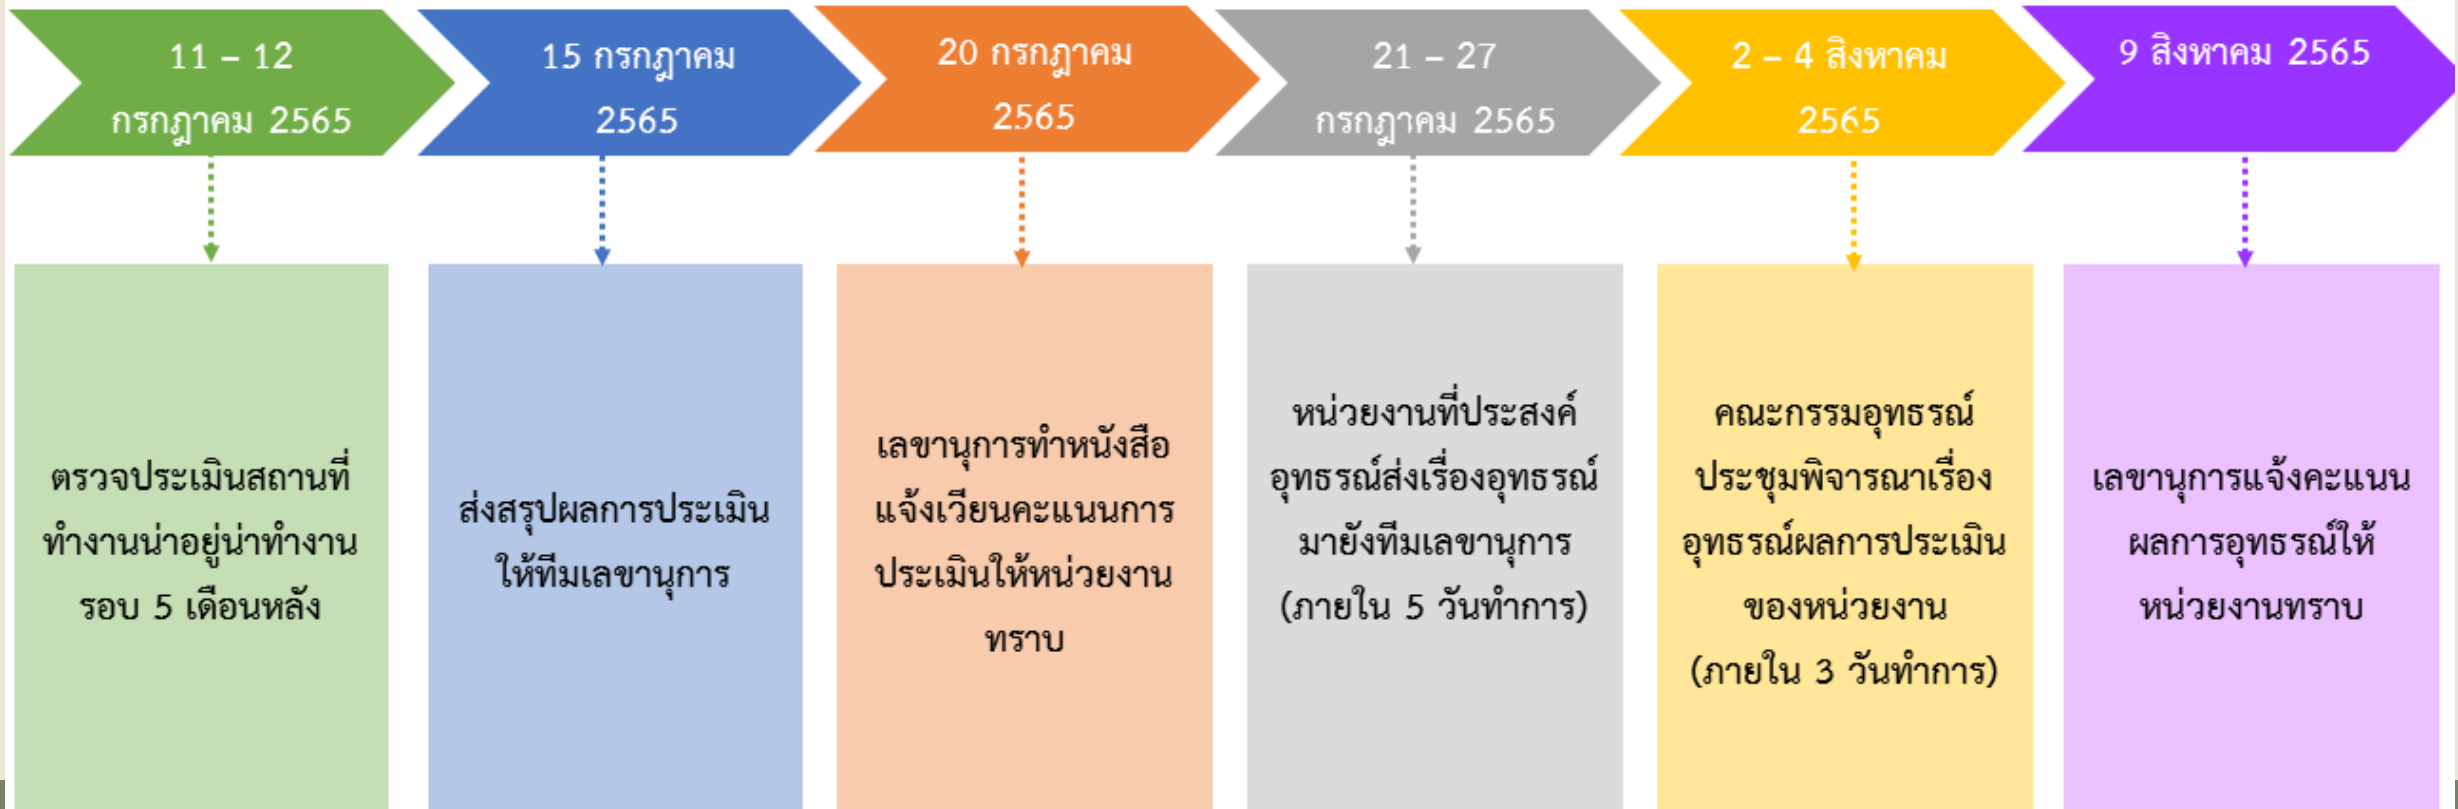 11 – 12
กรกฎาคม 2565
15 กรกฎาคม
2565
20 กรกฎาคม
2565
21 – 27
กรกฎาคม 2565
2 – 4 สิงหาคม
2565
9 สิงหาคม 2565
ตรวจประเมินสถานที่
ทำงานน่าอยู่น่าทำงาน
รอบ 5 เดือนหลัง
ส่งสรุปผลการประเมิน
ให้ทีมเลขานุการ
เลขานุการทำหนังสือ
แจ้งเวียนคะแนนการ
ประเมินให้หน่วยงาน
ทราบ
หน่วยงานที่ประสงค์
อุทธรณ์ส่งเรื่องอุทธรณ์
มายังทีมเลขานุการ
(ภายใน 5 วันทำการ)
คณะกรรมอุทธรณ์
ประชุมพิจารณาเรื่อง
อุทธรณ์ผลการประเมิน
ของหน่วยงาน
(ภายใน 3 วันทำการ)
เลขานุการแจ้งคะแนน
ผลการอุทธรณ์ให้
หน่วยงานทราบ